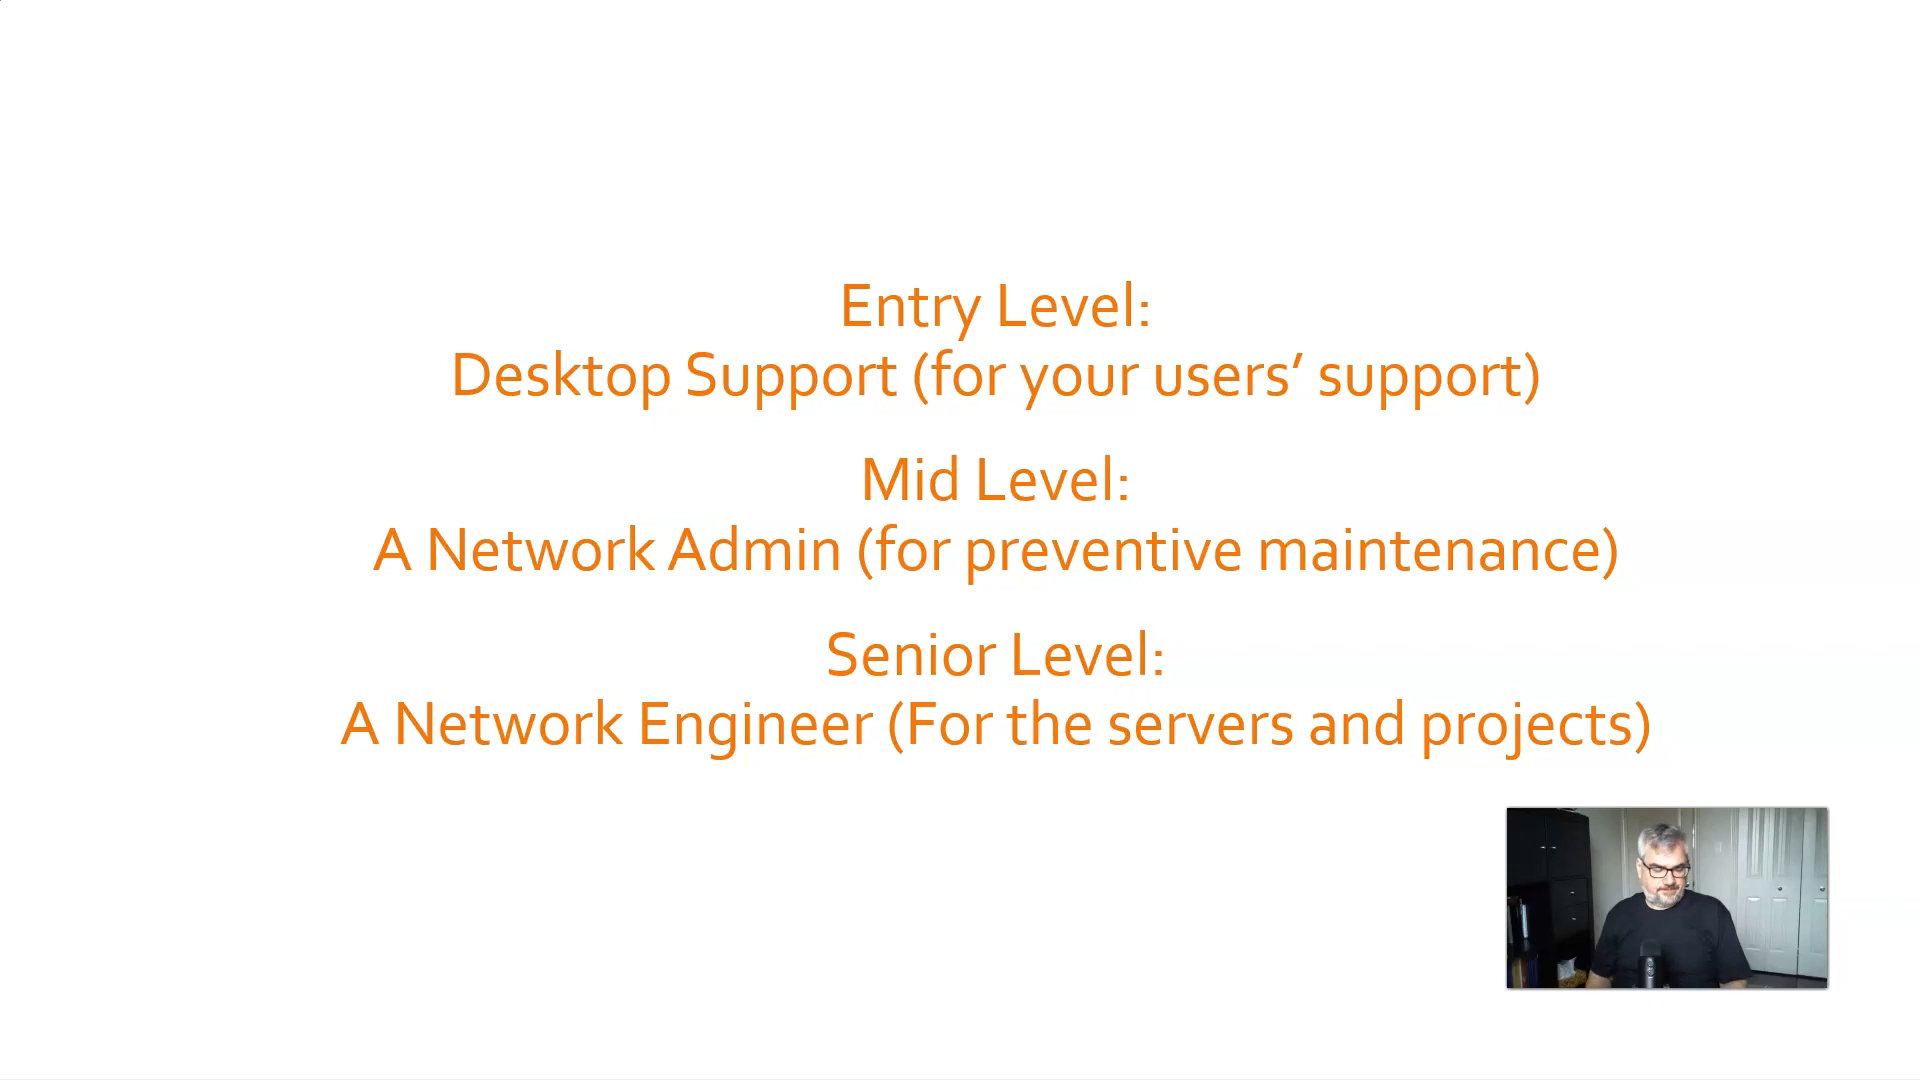 Entry Level:
Desktop Support (for your users’ support)
Mid Level:
A Network Admin (for preventive maintenance)
Senior Level:
A Network Engineer (For the servers and projects)